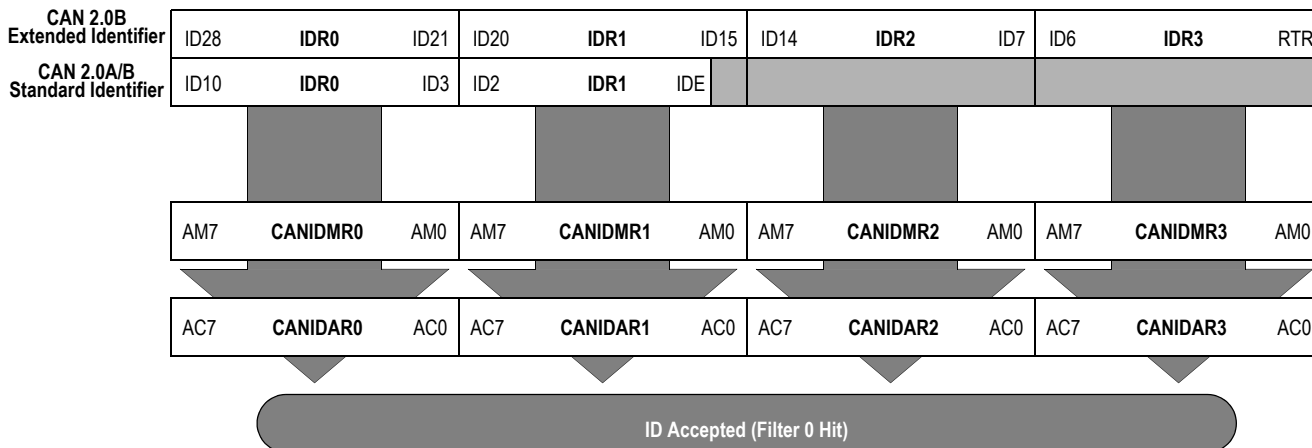 CAN 2.0B
Extended Identifier ID28 IDR0 ID21 ID20 IDR1 ID15 ID14 IDR2 ID7 ID6 IDR3 RTR
CAN 2.0A/B
Standard Identifier ID10 IDR0 ID3 ID2 IDR1 IDE
AM7 CANIDMR0 AM0 AM7 CANIDMR1 AM0 AM7 CANIDMR2 AM0 AM7 CANIDMR3 AM0
AC7 CANIDAR0 AC0 AC7 CANIDAR1 AC0 AC7 CANIDAR2 AC0 AC7 CANIDAR3 AC0
ID Accepted (Filter 0 Hit)